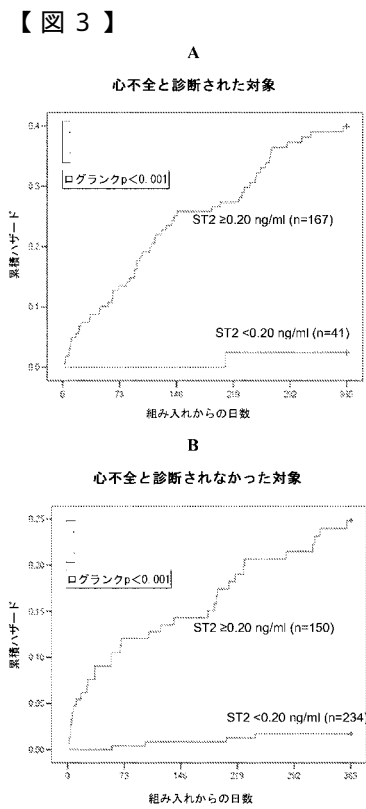 【図３】
A
心不全と診断された対象
0.4
0.3
0.2
0.1
0.0
累積ハザード
ログランクp＜0.001
ST2 ≥0.20 ng/ml (n=167)
ST2 <0.20 ng/ml (n=41)
0 73 146 219 292 365
組み入れからの日数
B
心不全と診断されなかった対象
0.25
0.20
0.15
0.10
0.05
0.00
累積ハザード
ログランクp＜0.001
ST2 ≥0.20 ng/ml (n=150)
ST2 <0.20 ng/ml (n=234)
0 73 146 219 292 365
組み入れからの日数